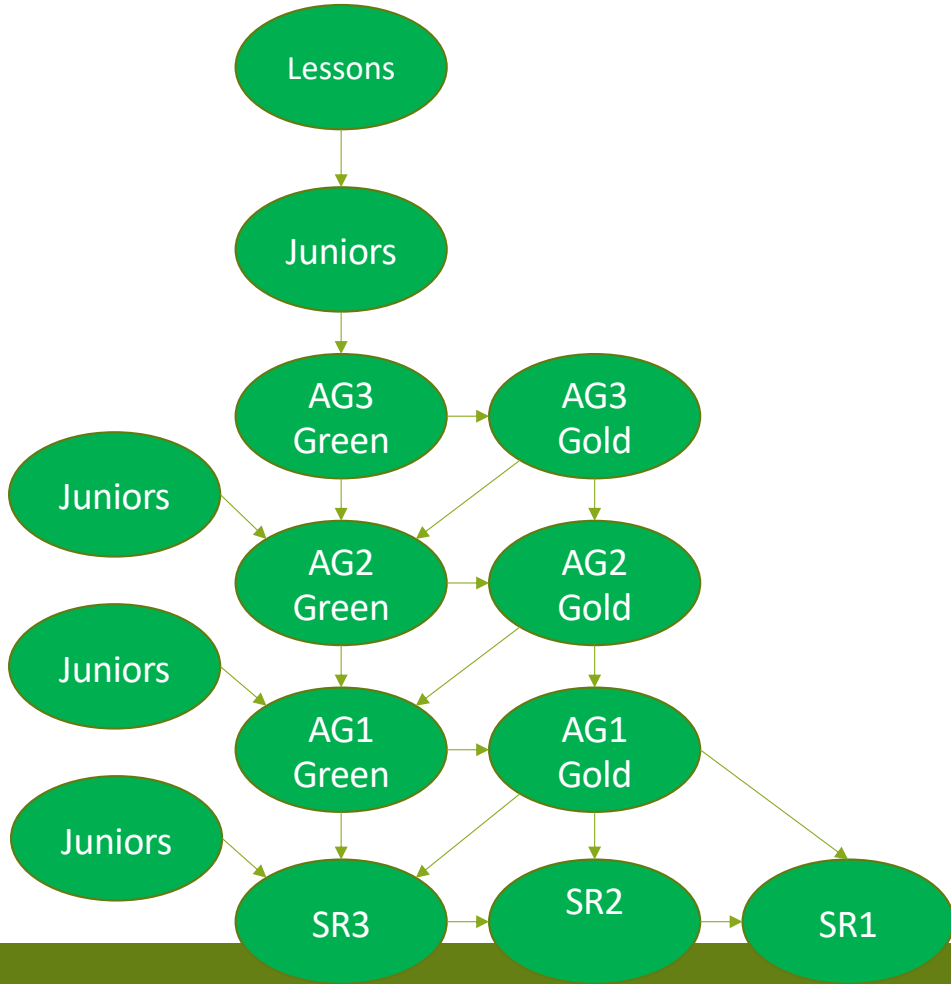 Lessons
Juniors
AG3
Green
AG3
Gold
Juniors
AG2
Green
AG2
Gold
Juniors
AG1
Green
AG1
Gold
Juniors
SR3
SR2
SR1